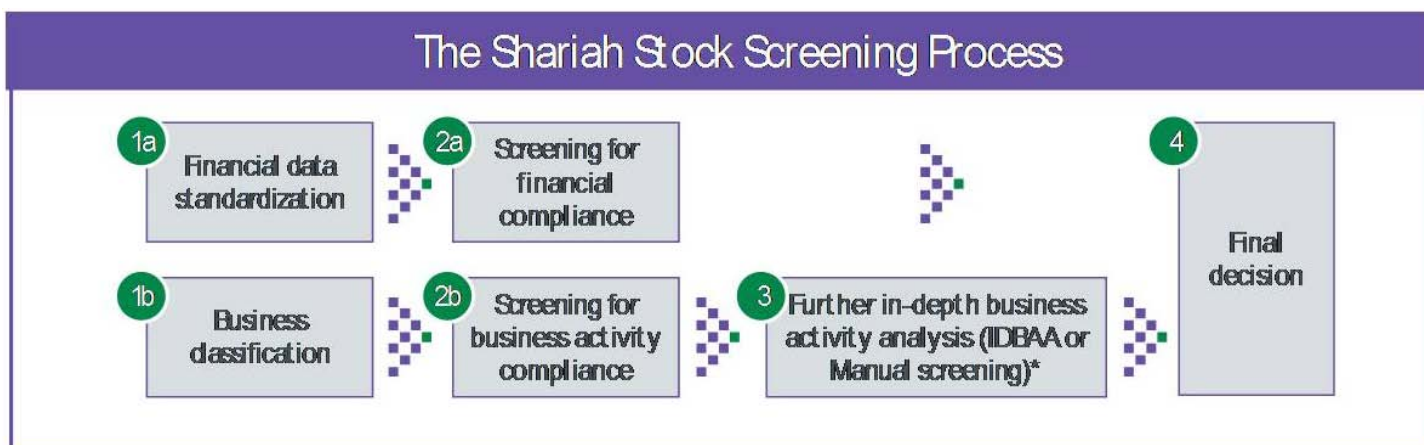 The Shariah Stock Screening Process
1a
Financial data
standardization
2a
Screening for
financial
compliance
4
Final
decision
1b
Business
classification
2b
Screening for
business activity
compliance
3
Further in-depth business
activity analysis (IDBAA or
Manual screening)*